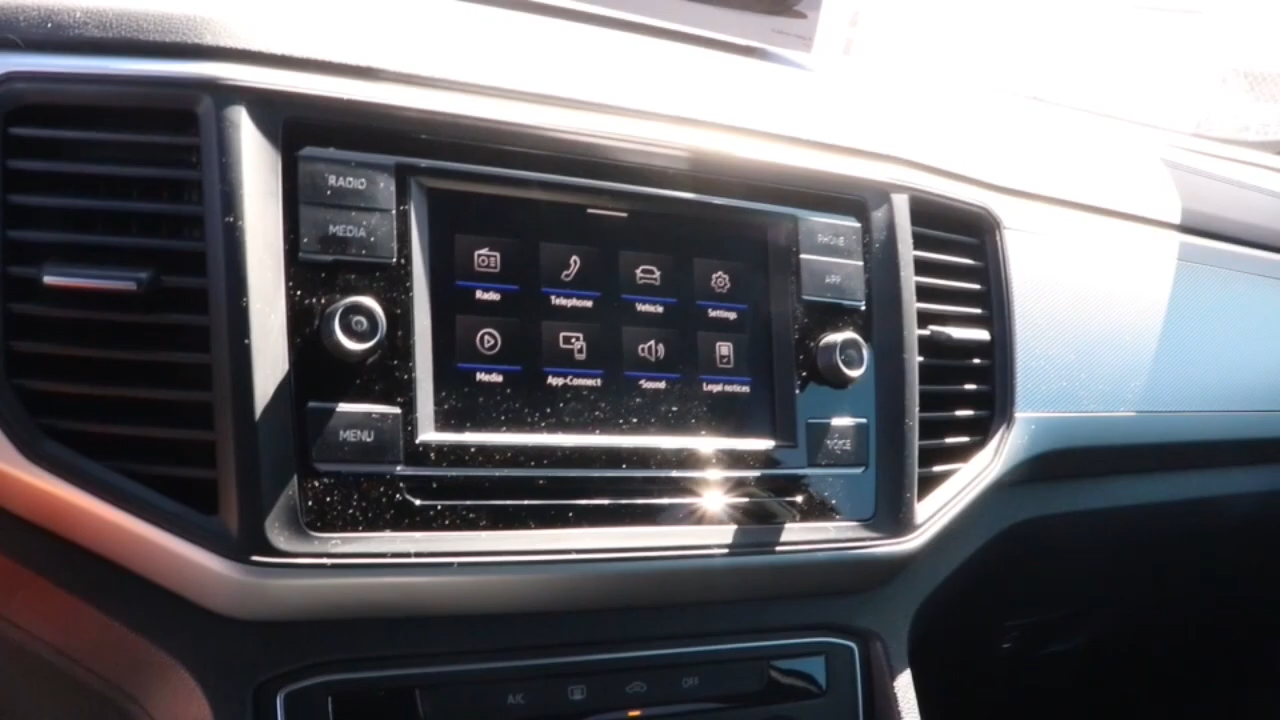 RADIO
MEDIA
PHONE
APP
Radio
Telephone
Vehicle
Settings
Media
App-Connect
Sound
Legal notices
MENU
VOICE
A/C
OFF